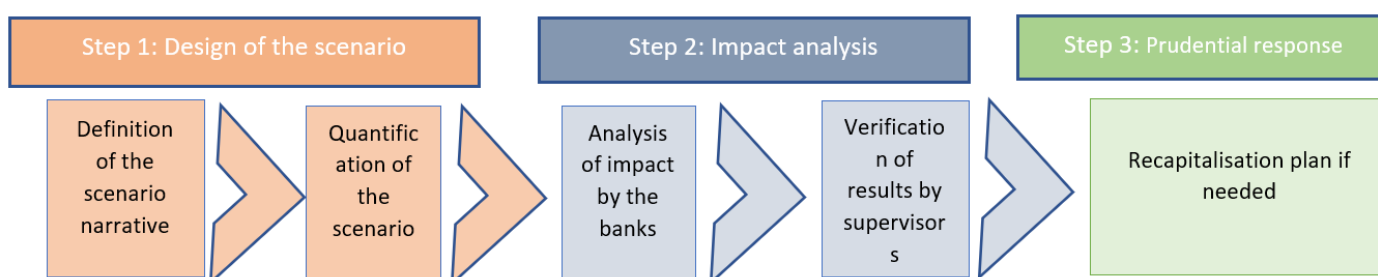 Step 1: Design of the scenario
Step 2: Impact analysis
Step 3: Prudential response
Definition
of the
scenario
narrative
Quantific
ation of
the
scenario
Analysis
of impact
by the
banks
Verificatio
n of
results by
supervisor
s
Recapitalisation plan if
needed